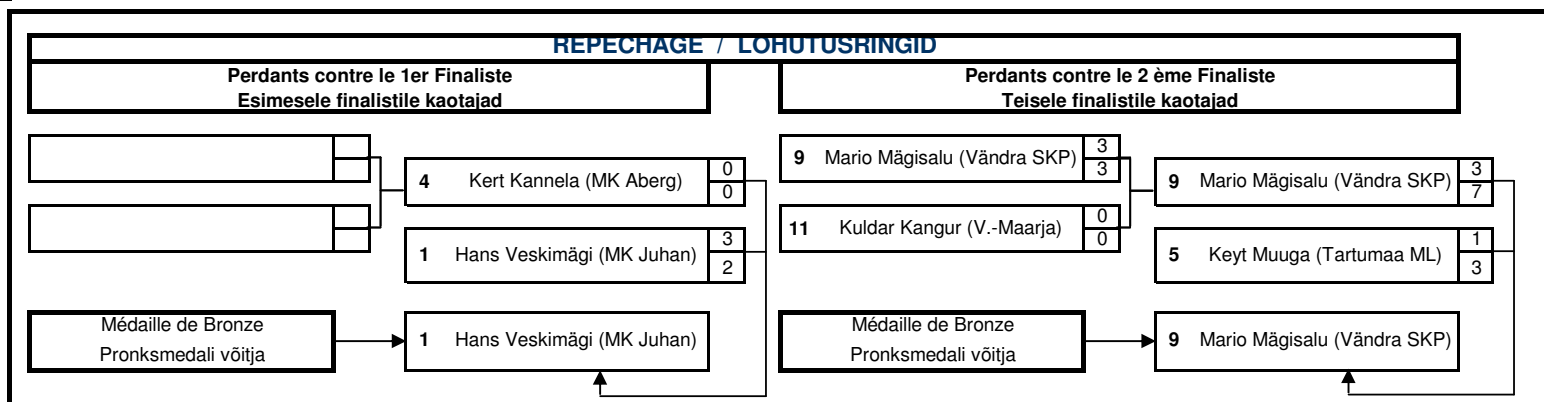 REPECHAGE / LOHUTUSRINGID
Perdants contre le 1er Finaliste
Esimesele finalistile kaotajad
Perdants contre le 2 ème Finaliste
Teisele finalistile kaotajad
4 Kert Kannela (MK Aberg) 0
0
1 Hans Veskimägi (MK Juhan) 3
2
Médaille de Bronze
Pronksmedali võitja
1 Hans Veskimägi (MK Juhan)
9 Mario Mägisalu (Vändra SKP) 3
3
11 Kuldar Kangur (V.-Maarja) 0
0
9 Mario Mägisalu (Vändra SKP) 3
7
5 Keyt Muuga (Tartumaa ML) 1
3
Médaille de Bronze
Pronksmedali võitja
9 Mario Mägisalu (Vändra SKP)